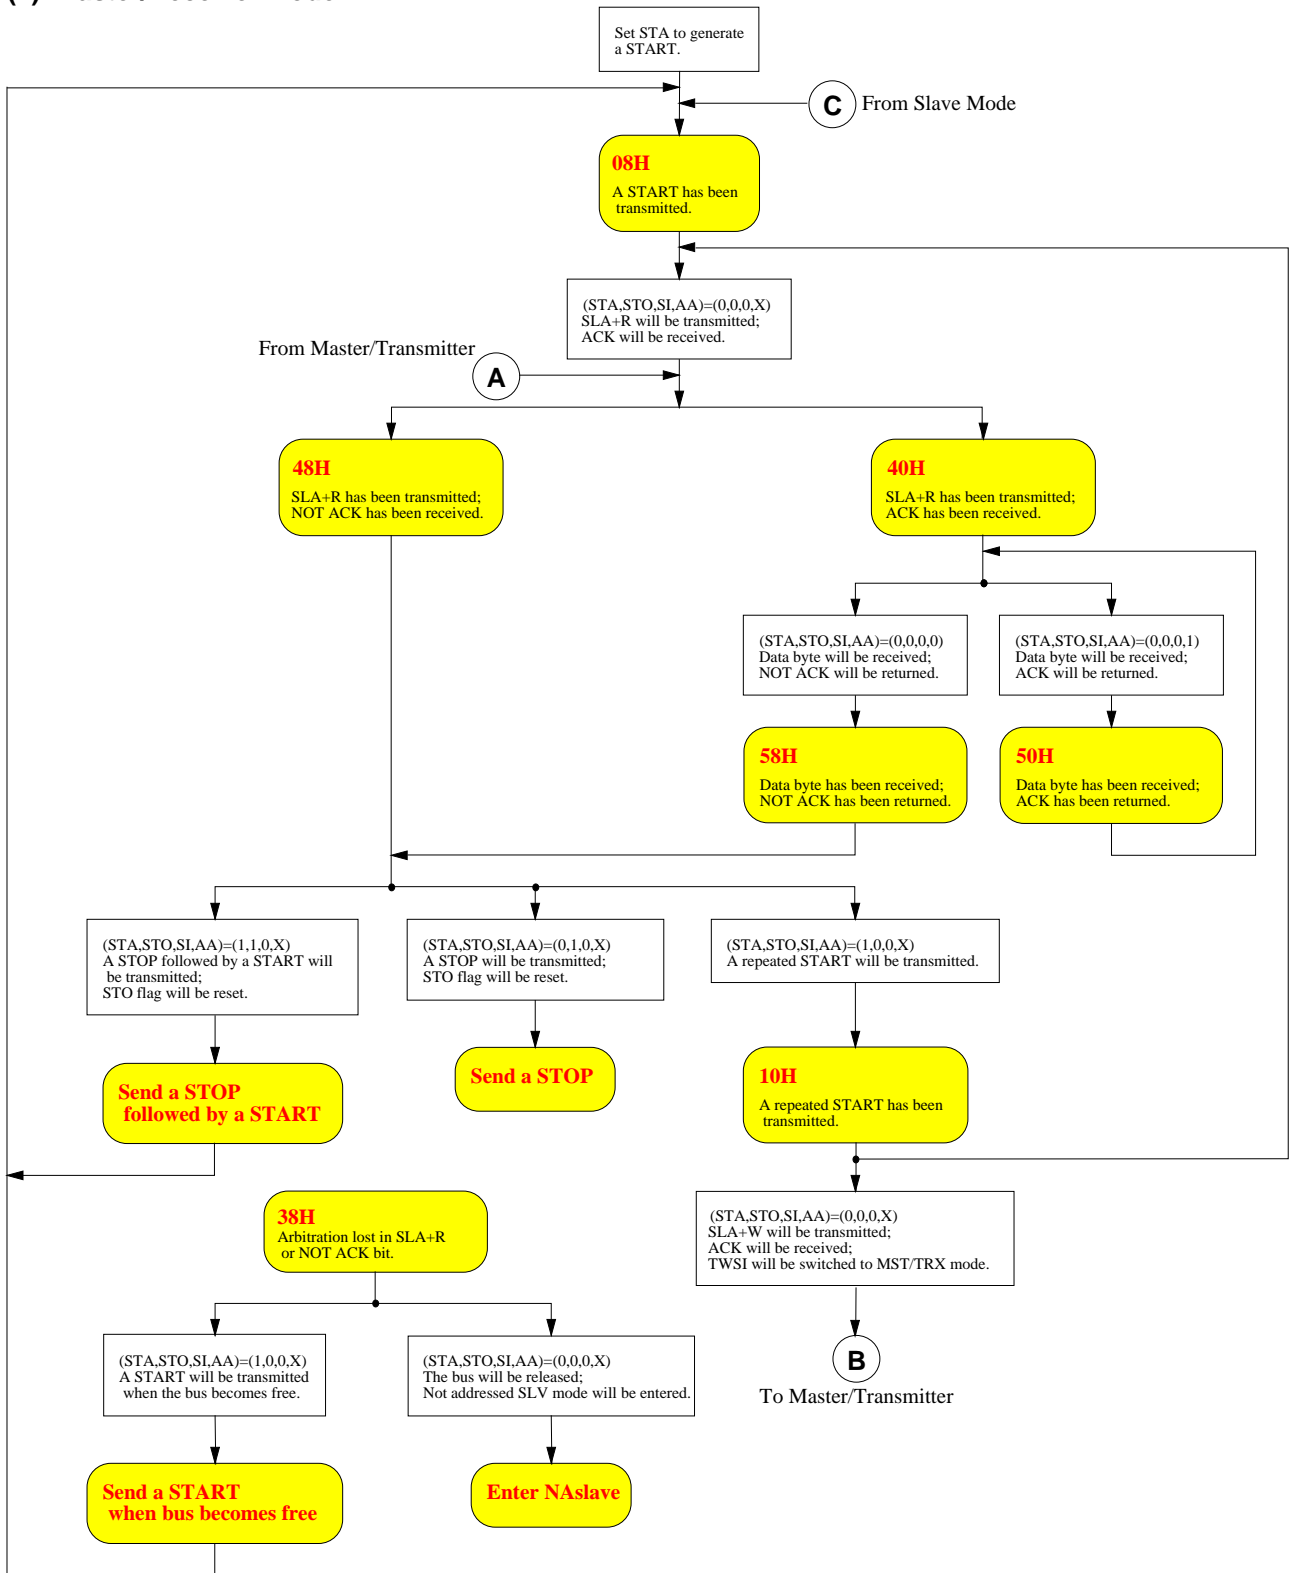 Set STA to generate
a START.
C
From Slave Mode
08H
A START has been
transmitted.
(STA,STO,SI,AA)=(0,0,0,X)
SLA+R will be transmitted;
ACK will be received.
From Master/Transmitter
A
48H
SLA+R has been transmitted;
NOT ACK has been received.
40H
SLA+R has been transmitted;
ACK has been received.
(STA,STO,SI,AA)=(0,0,0,0)
Data byte will be received;
NOT ACK will be returned.
(STA,STO,SI,AA)=(0,0,0,1)
Data byte will be received;
ACK will be returned.
58H
Data byte has been received;
NOT ACK has been returned.
50H
Data byte has been received;
ACK has been returned.
(STA,STO,SI,AA)=(1,1,0,X)
A STOP followed by a START will
be transmitted;
STO flag will be reset.
(STA,STO,SI,AA)=(0,1,0,X)
A STOP will be transmitted;
STO flag will be reset.
(STA,STO,SI,AA)=(1,0,0,X)
A repeated START will be transmitted.
Send a STOP
followed by a START
Send a STOP
10H
A repeated START has been
transmitted.
38H
Arbitration lost in SLA+R
or NOT ACK bit.
(STA,STO,SI,AA)=(0,0,0,X)
SLA+W will be transmitted;
ACK will be received;
TWSI will be switched to MST/TRX mode.
(STA,STO,SI,AA)=(1,0,0,X)
A START will be transmitted
when the bus becomes free.
(STA,STO,SI,AA)=(0,0,0,X)
The bus will be released;
Not addressed SLV mode will be entered.
B
To Master/Transmitter
Send a START
when bus becomes free
Enter NAslave